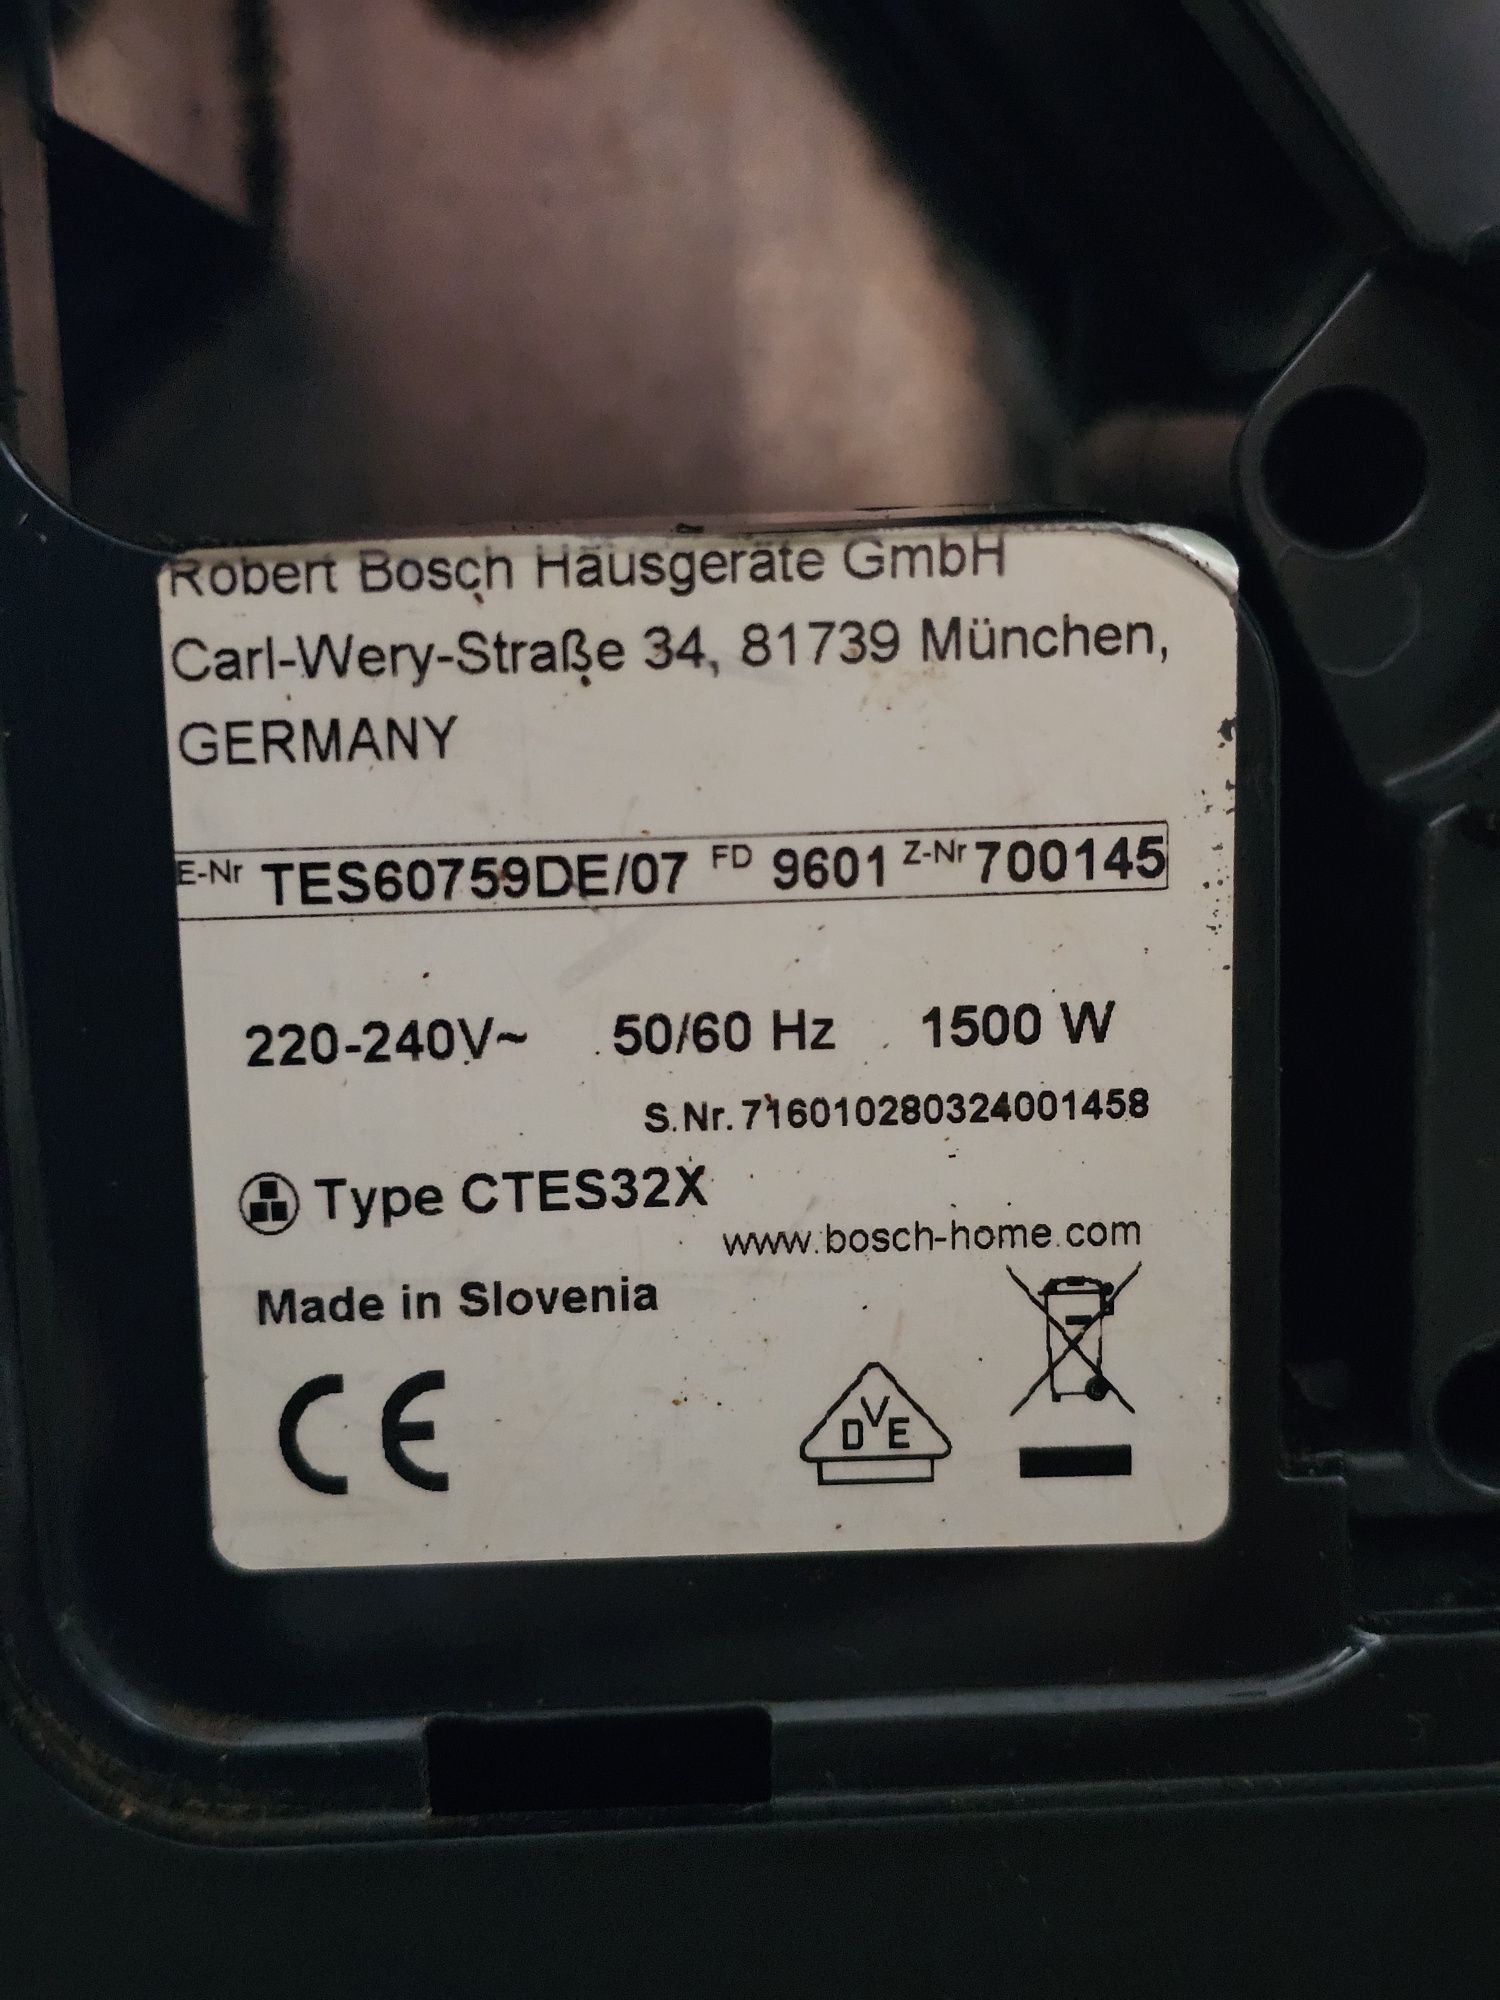 Robert Bosch Hausgeräte GmbH
Carl-Wery-Straße 34, 81739 München,
GERMANY
E-Nr TES60759DE/07 FD 9601 Z-Nr 700145
220-240V~ 50/60 Hz 1500 W
S.Nr. 716010280324001458
Type CTES32X
www.bosch-home.com
Made in Slovenia
CE
DVE